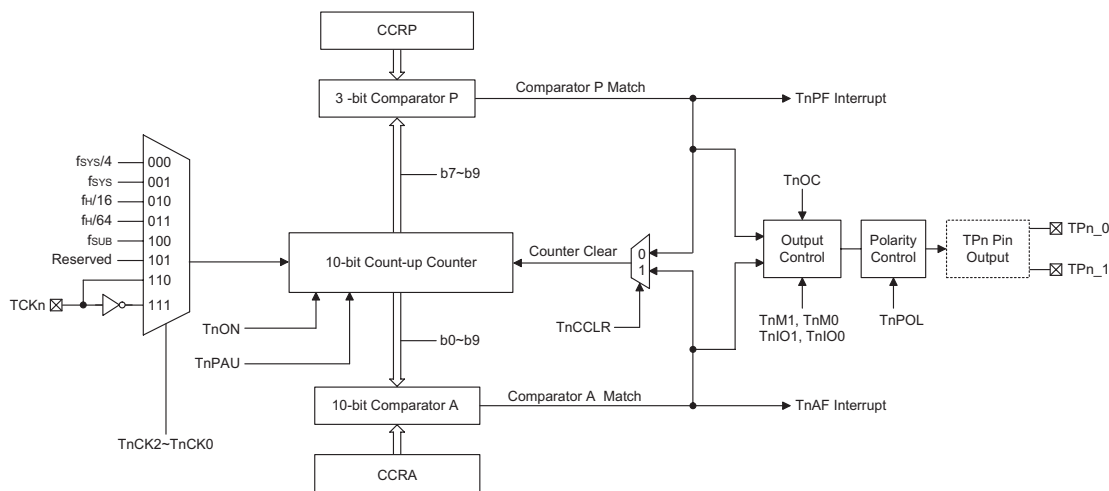 CCRP
3 -bit Comparator P
Comparator P Match
TnPF Interrupt
b7~b9
fSYS/4
000
fSYS
001
fH/16
010
fH/64
011
fSUB
100
Reserved
101
110
TCKn
111
TnCK2~TnCK0
10-bit Count-up Counter
Counter Clear
0
1
TnCCLR
TnON
TnPAU
b0~b9
TnOC
Output
Control
TnM1, TnM0
TnIO1, TnIO0
Polarity
Control
TnPOL
TPn Pin
Output
TPn_0
TPn_1
10-bit Comparator A
Comparator A  Match
TnAF Interrupt
CCRA